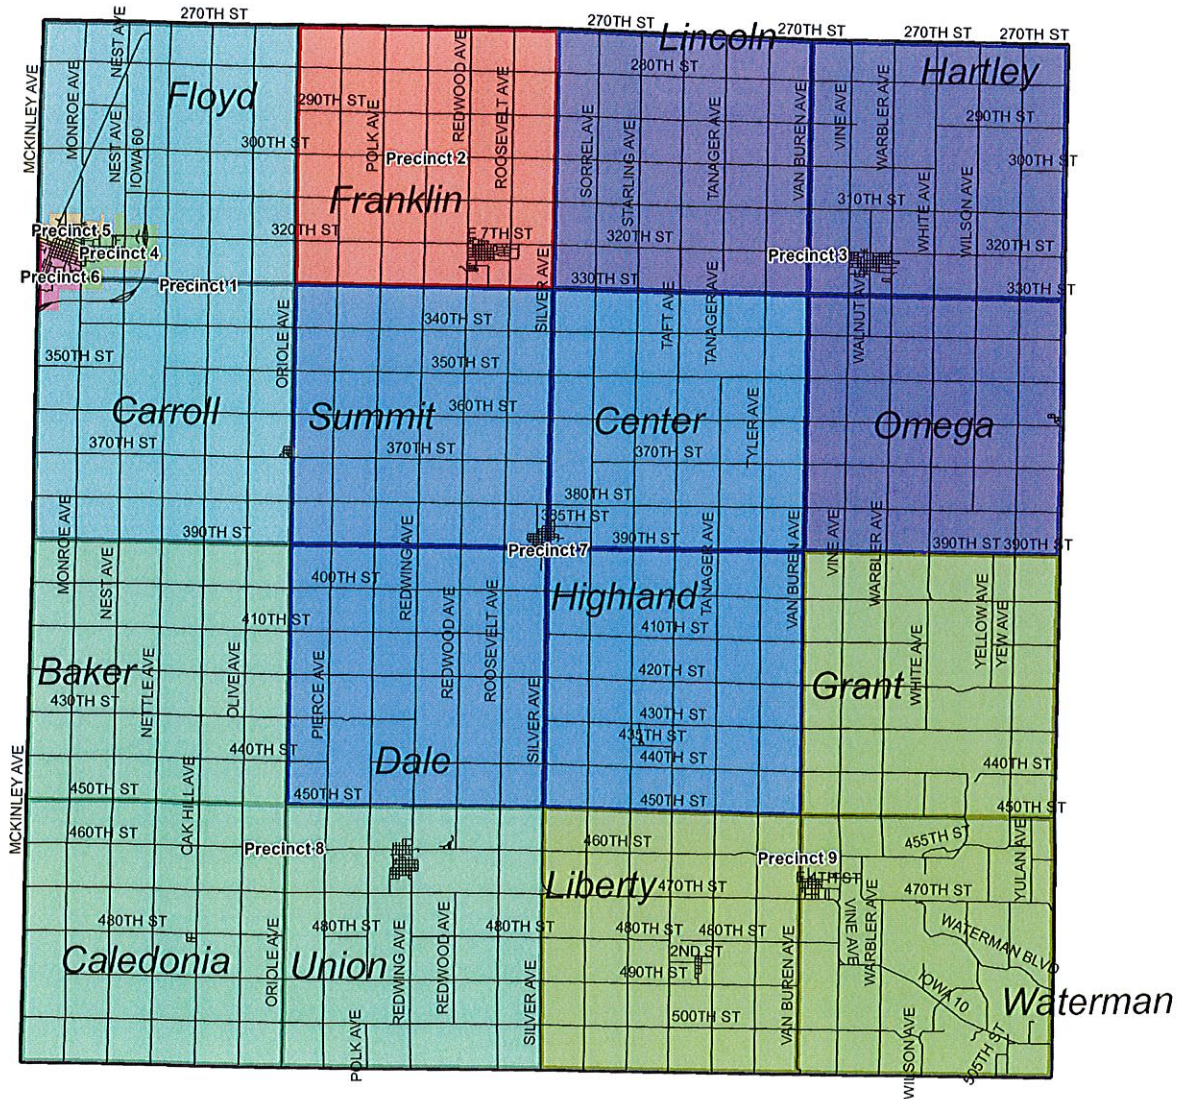 270TH ST
270TH ST
Lincoln
270TH ST
270TH ST
270TH ST
MCKINLEY AVE
MONROE AVE
NEST AVE
NEST AVE
IOWA 60
Floyd
290TH ST
POLK AVE
REDWOOD AVE
ROOSEVELT AVE
280TH ST
SORREL AVE
STARLING AVE
TANAGER AVE
VAN BUREN AVE
VINE AVE
WARBLER AVE
Hartley
290TH ST
300TH ST
Precinct 2
300TH ST
Franklin
310TH ST
WHITE AVE
WILSON AVE
Precinct 5
320TH ST
E 7TH ST
320TH ST
320TH ST
Precinct 4
Precinct 3
Precinct 6
Precinct 1
SILVER AVE
330TH ST
330TH ST
ORIOLE AVE
340TH ST
TAFT AVE
TANAGER AVE
WALNUT AVE
350TH ST
350TH ST
Carroll
Summit
360TH ST
Center
TYLER AVE
Omega
370TH ST
370TH ST
370TH ST
380TH ST
385TH ST
MONROE AVE
390TH ST
REDWING AVE
Precinct 7
390TH ST
TANAGER AVE
VAN BUREN AVE
VINE AVE
WARBLER AVE
390TH ST
390TH ST
NEST AVE
400TH ST
Highland
410TH ST
REDWOOD AVE
ROOSEVELT AVE
410TH ST
YELLOW AVE
YEW AVE
Baker
NETTLE AVE
OLIVE AVE
PIERCE AVE
420TH ST
Grant
WHITE AVE
430TH ST
SILVER AVE
430TH ST
435TH ST
440TH ST
Dale
440TH ST
440TH ST
MCKINLEY AVE
OAK HILL AVE
450TH ST
450TH ST
450TH ST
450TH ST
460TH ST
Precinct 8
460TH ST
Precinct 9
455TH ST
YULAN AVE
Liberty
470TH ST
E 4TH ST
470TH ST
480TH ST
ORIOLE AVE
480TH ST
REDWING AVE
REDWOOD AVE
480TH ST
480TH ST
480TH ST
VAN BUREN AVE
VINE AVE
WARBLER AVE
WATERMAN BLVD
Caledonia
Union
SILVER AVE
2ND ST
490TH ST
IOWA 10
Waterman
500TH ST
POLK AVE
WILSON AVE
505TH ST